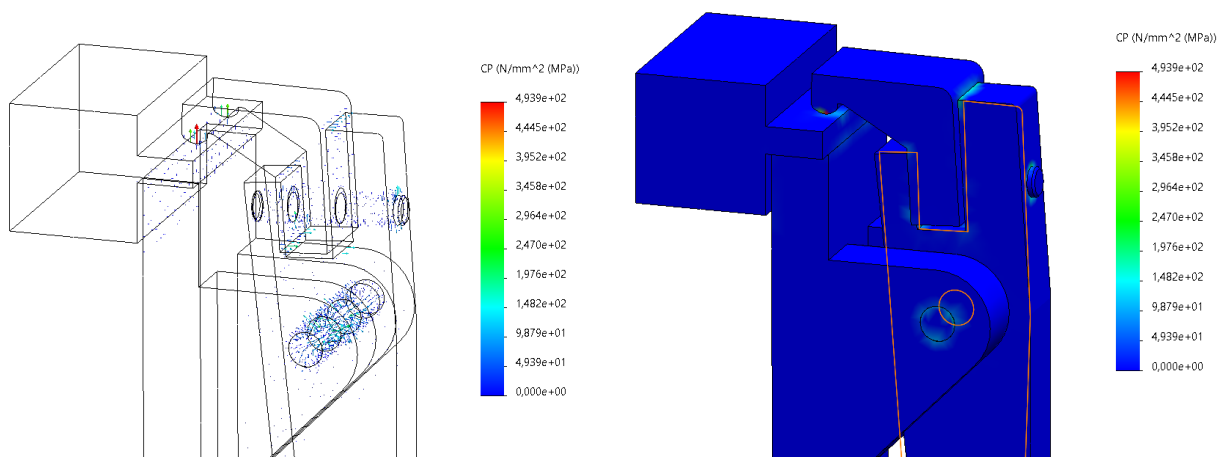 CP (N/mm^2 (MPa))
4,939e+02
4,445e+02
3,952e+02
3,458e+02
2,964e+02
2,470e+02
1,976e+02
1,482e+02
9,879e+01
4,939e+01
0,000e+00
CP (N/mm^2 (MPa))
4,939e+02
4,445e+02
3,952e+02
3,458e+02
2,964e+02
2,470e+02
1,976e+02
1,482e+02
9,879e+01
4,939e+01
0,000e+00